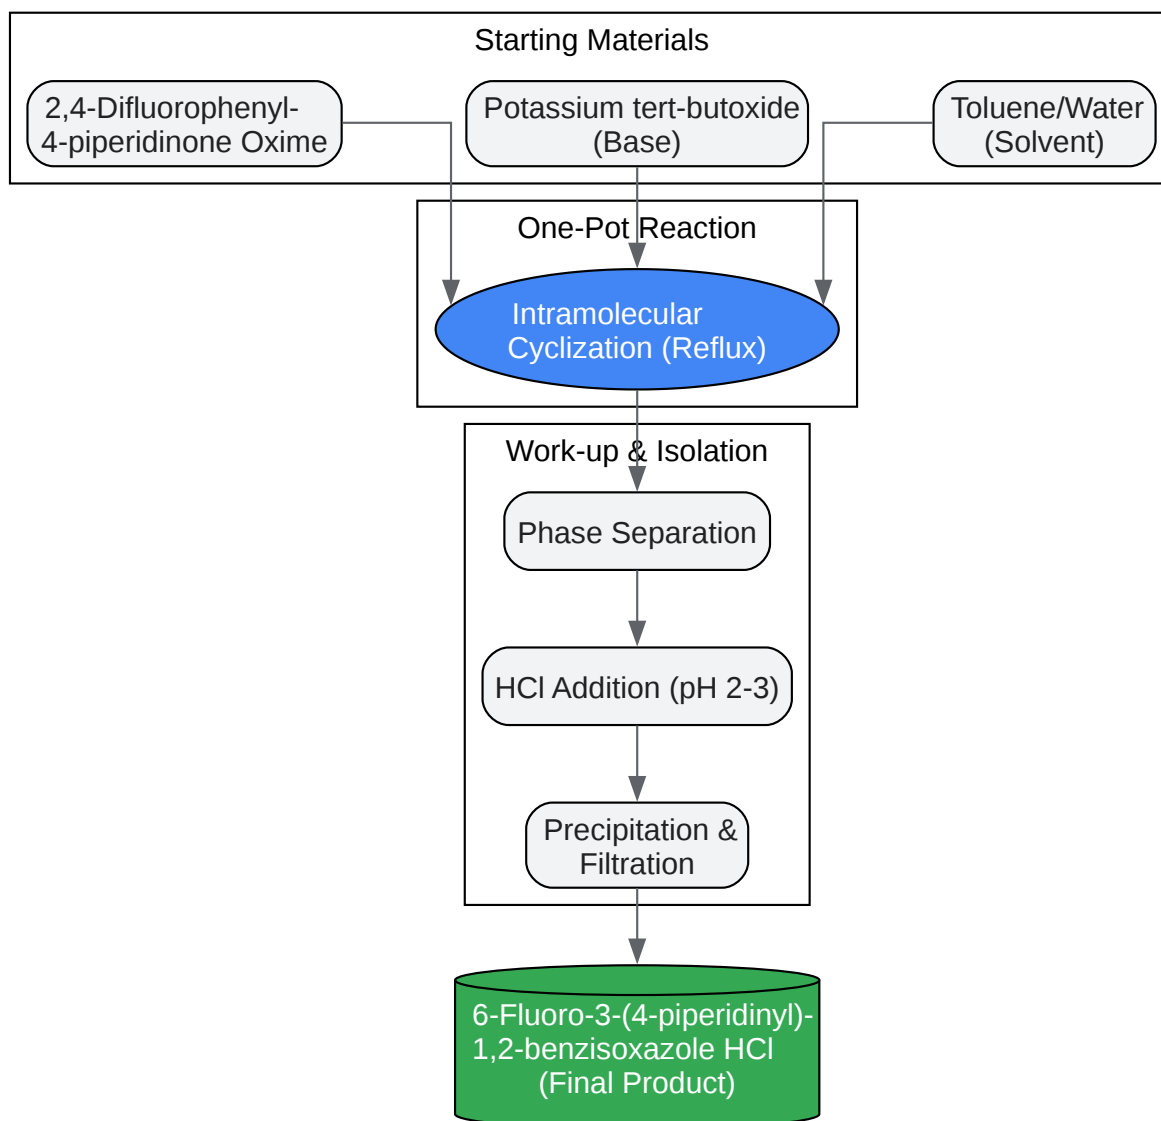 Starting Materials
2,4-Difluorophenyl-
4-piperidinone Oxime
Potassium tert-butoxide
(Base)
Toluene/Water
(Solvent)
One-Pot Reaction
Intramolecular
Cyclization (Reflux)
Work-up & Isolation
Phase Separation
HCl Addition (pH 2-3)
Precipitation &
Filtration
6-Fluoro-3-(4-piperidinyl)-
1,2-benzisoxazole HCl
(Final Product)